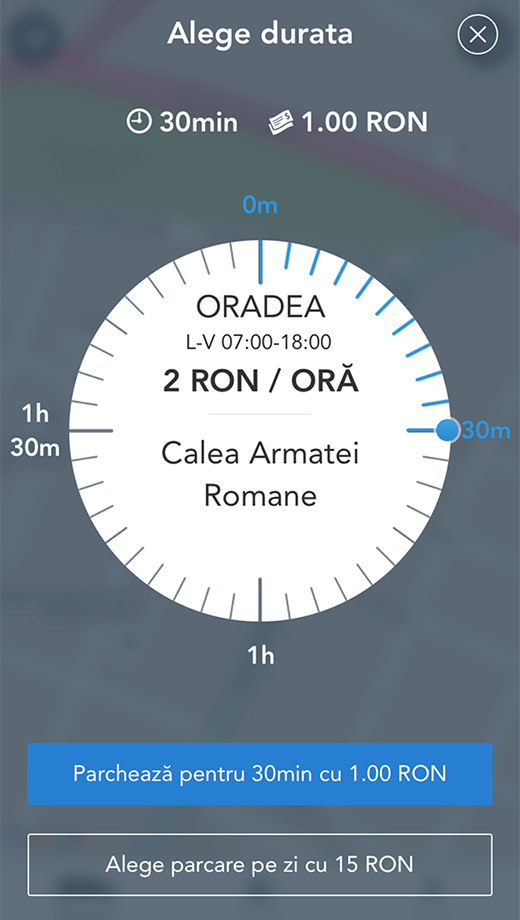 Alege durata
30min 1.00 RON
0m
ORADEA
L-V 07:00-18:00
2 RON / ORĂ
1h
30m
30m
Calea Armatei
Romane
1h
Parchează pentru 30min cu 1.00 RON
Alege parcare pe zi cu 15 RON